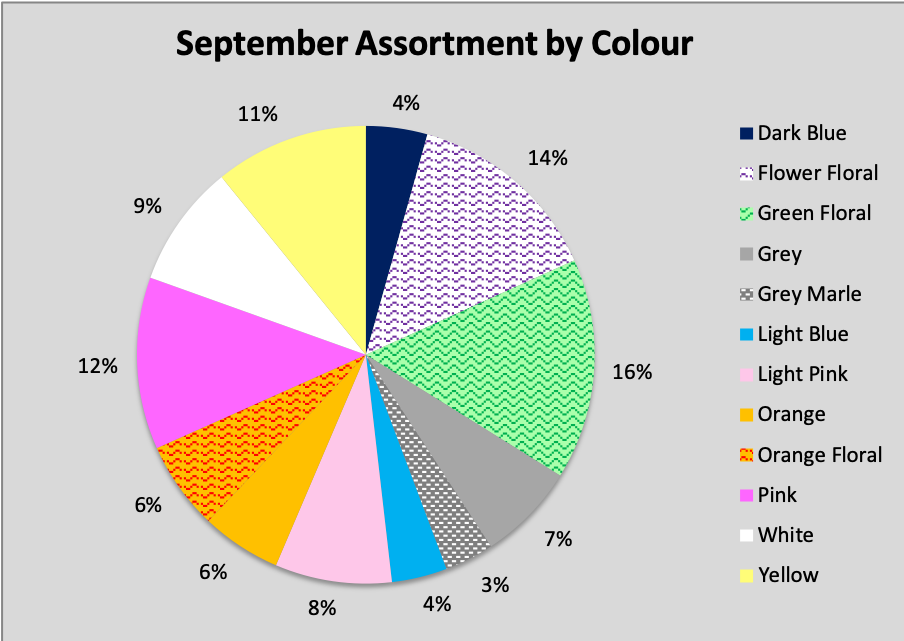 September Assortment by Colour
4%
14%
16%
7%
3%
4%
8%
6%
6%
12%
9%
11%
Dark Blue
Flower Floral
Green Floral
Grey
Grey Marle
Light Blue
Light Pink
Orange
Orange Floral
Pink
White
Yellow